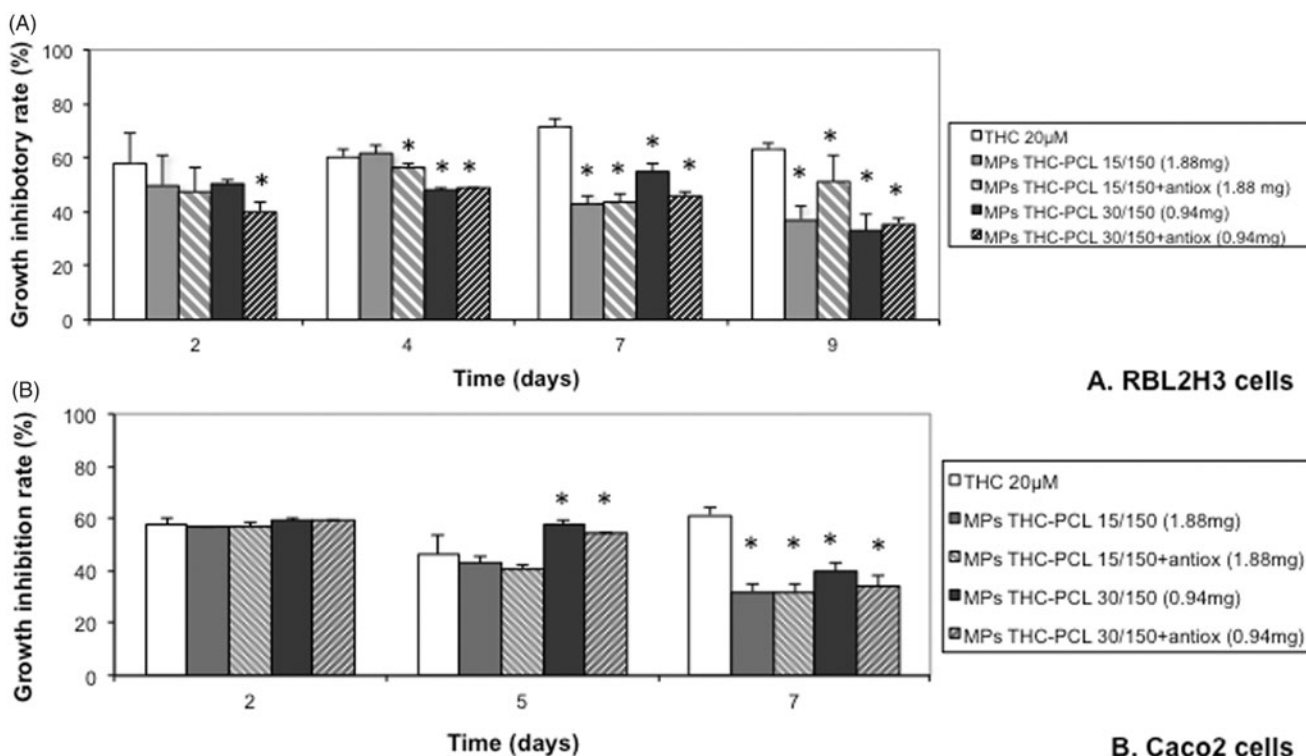 (A)
Growth inhibotory rate (%)
100
80
60
40
20
0
* * * * * * * * * * * *
2 4 7 9
Time (days)
THC 20µM
MPs THC-PCL 15/150 (1.88mg)
MPs THC-PCL 15/150+antiox (1.88 mg)
MPs THC-PCL 30/150 (0.94mg)
MPs THC-PCL 30/150+antiox (0.94mg)
A. RBL2H3 cells
(B)
Growth inhibition rate (%)
100
80
60
40
20
0
* * * * * *
2 5 7
Time (days)
THC 20µM
MPs THC-PCL 15/150 (1.88mg)
MPs THC-PCL 15/150+antiox (1.88mg)
MPs THC-PCL 30/150 (0.94mg)
MPs THC-PCL 30/150+antiox (0.94mg)
B. Caco2 cells